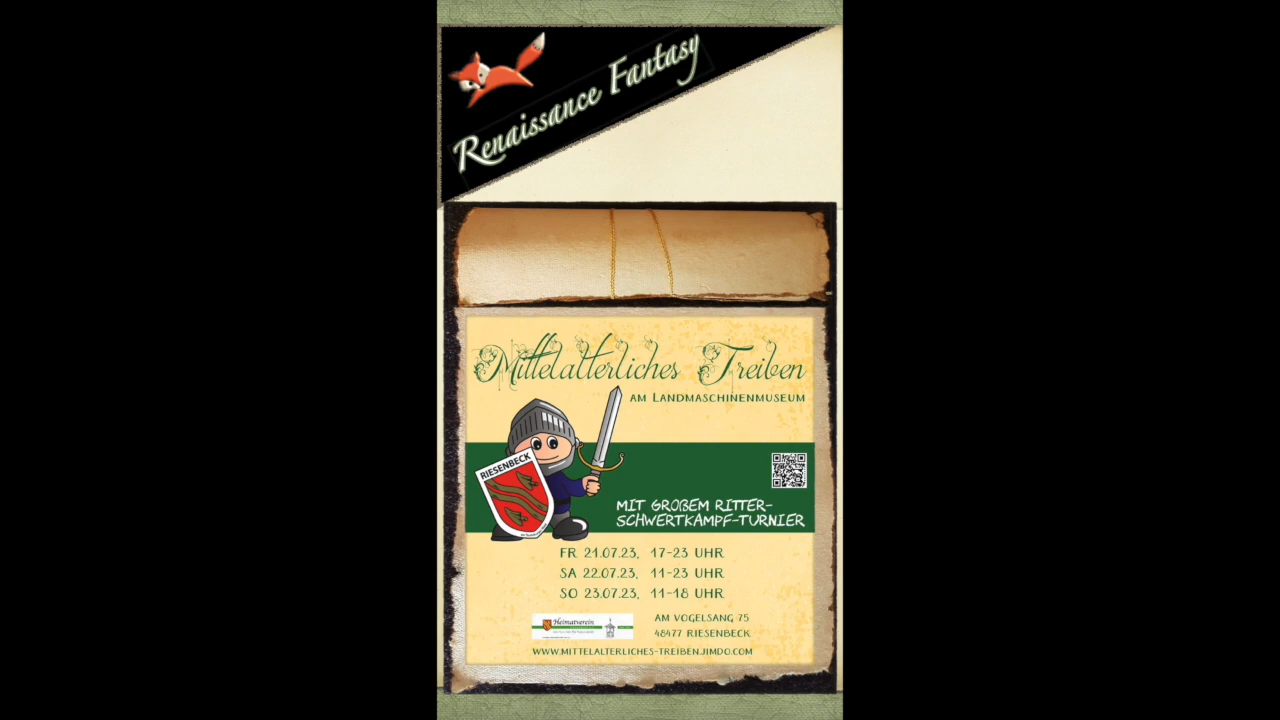 Renaissance Fantasy
Mittelalterliches Treiben
AM LANDMASCHINENMUSEUM
RIESENBECK
MIT GROßEM RITTER-
SCHWERTKAMPF-TURNIER
FR 21.07.23, 17-23 UHR
SA 22.07.23, 11-23 UHR
SO 23.07.23, 11-18 UHR
Heimatverein
AM VOGELSANG 75
48477 RIESENBECK
WWW.MITTELALTERLICHES-TREIBEN.JIMDO.COM